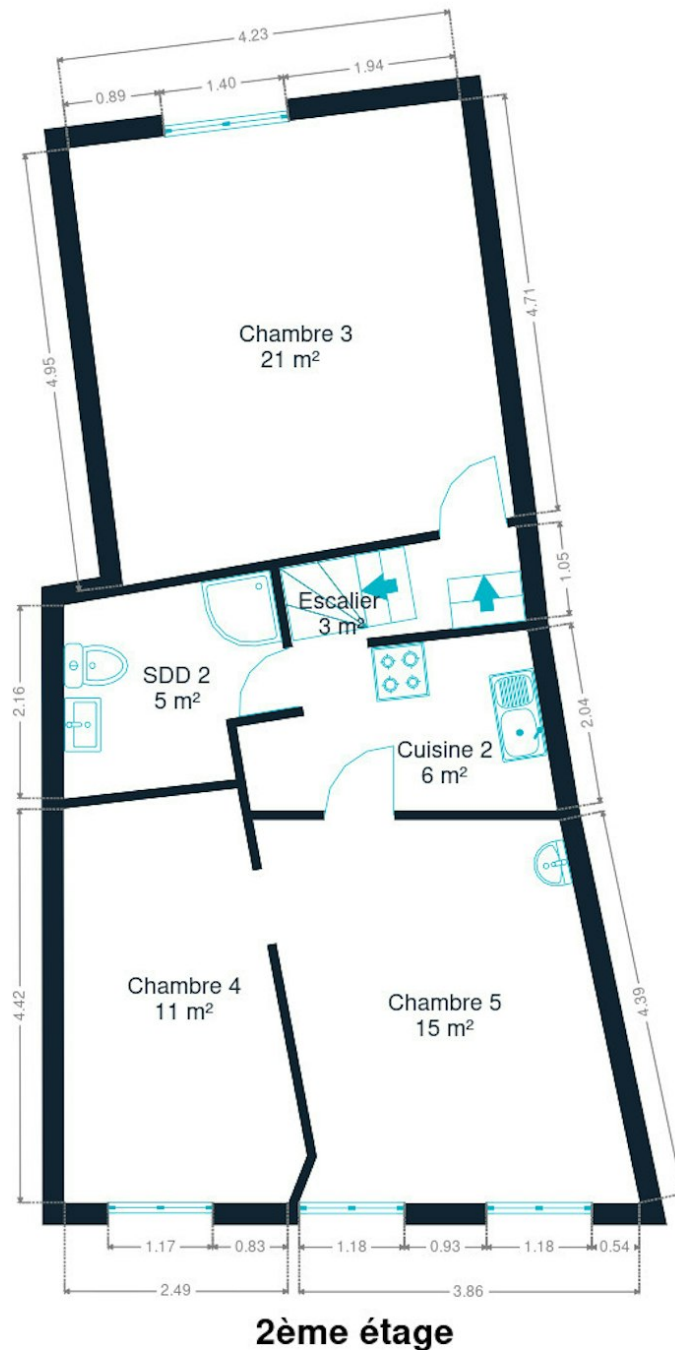 4.23
0.89
1.40
1.94
4.95
4.71
Chambre 3
21 m²
1.05
Escalier
3 m²
SDD 2
5 m²
2.16
2.04
Cuisine 2
6 m²
4.42
4.39
Chambre 4
11 m²
Chambre 5
15 m²
1.17
0.83
1.18
0.93
1.18
0.54
2.49
3.86
2ème étage